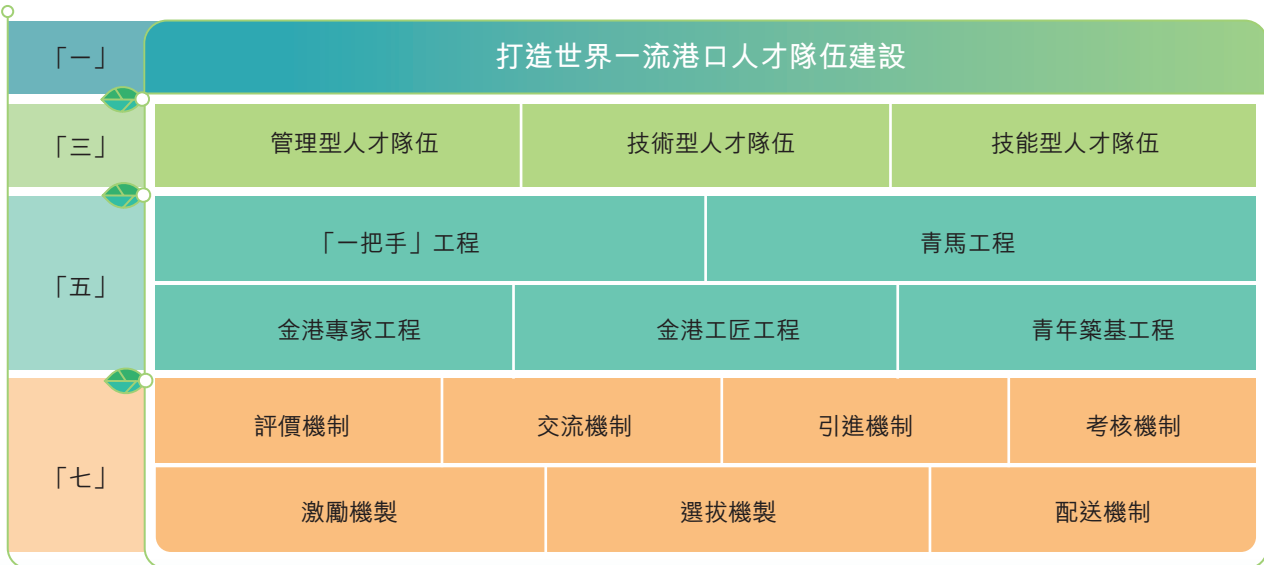 「一」
打造世界一流港口人才隊伍建設
「三」
管理型人才隊伍
技術型人才隊伍
技能型人才隊伍
「五」
「一把手」工程
青馬工程
金港專家工程
金港工匠工程
青年築基工程
「七」
評價機制
交流機制
引進機制
考核機制
激勵機製
選拔機製
配送機制